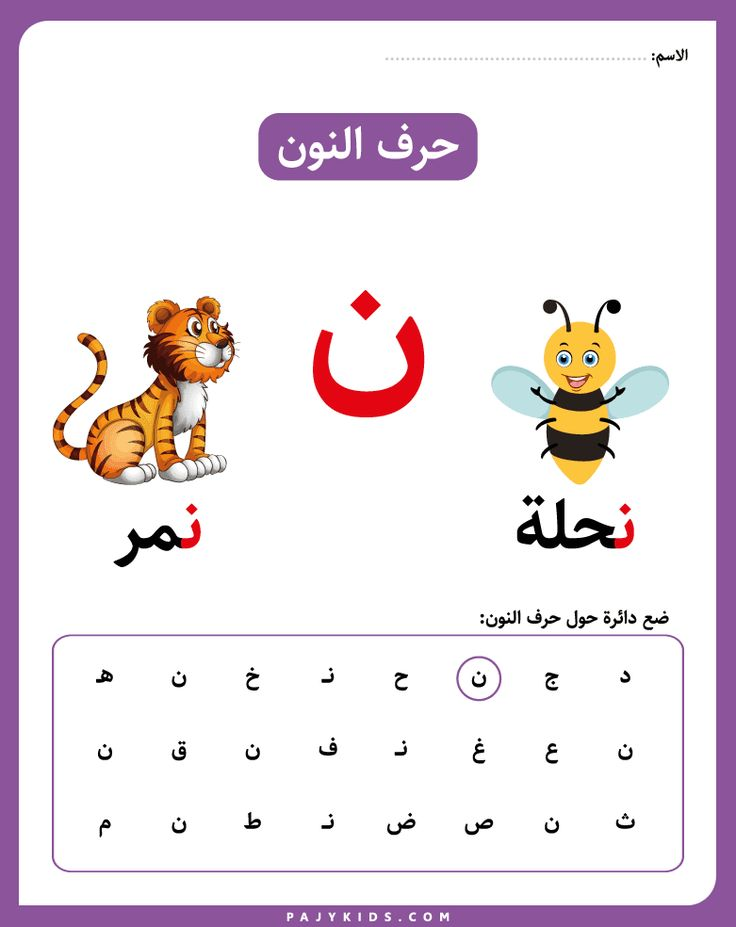 الاسم: ................................................
حرف النون
ن
نحلة
نمر
ضع دائرة حول حرف النون:
د ج ن ح نـ خ ن هـ
ن ع غ نـ ف ن ق ن
ث ن ص ض نـ ط ن م
PAJYKIDS.COM